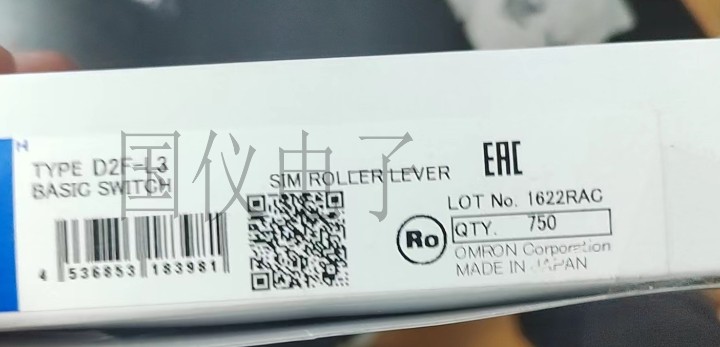 国仪电子
TYPE D2F-L3
BASIC SWITCH
SIM ROLLER LEVER
EAC
LOT No. 1622RAC
QTY. 750
Ro
OMRON Corporation
MADE IN JAPAN
4 536853 183981